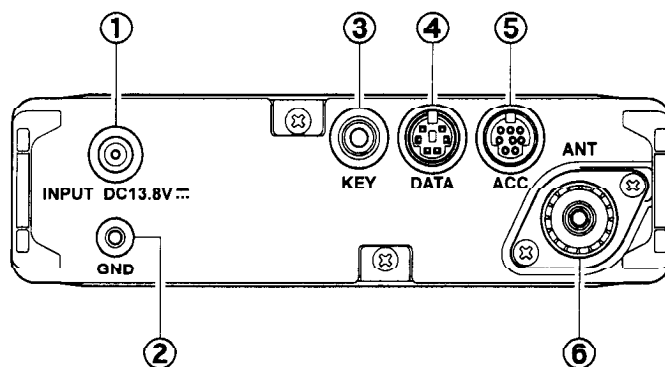 ① ③ ④ ⑤
ANT
KEY DATA ACC
INPUT DC13.8V ⎓
GND
② ⑥